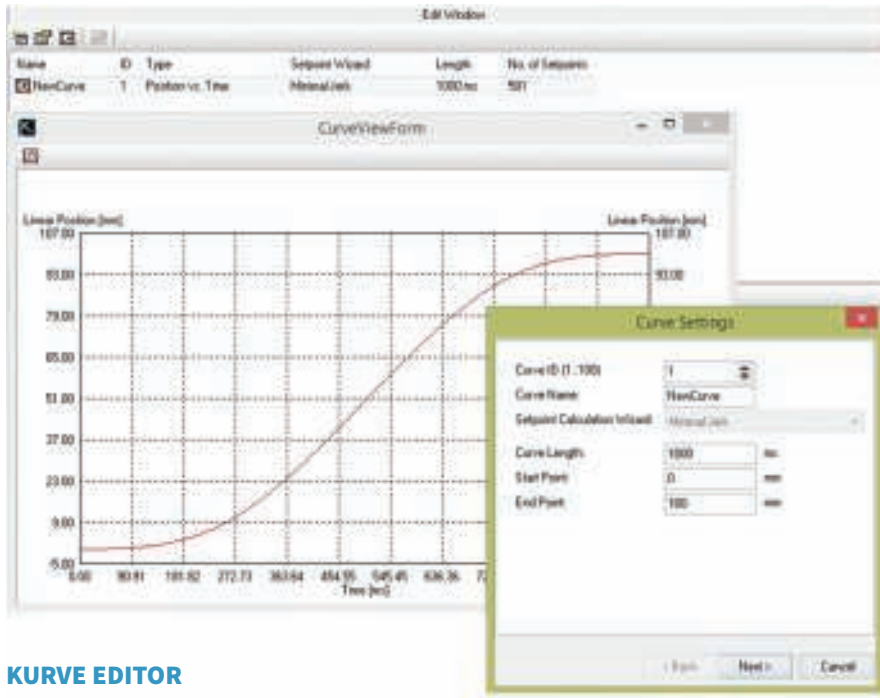 Edit Window
Name ID Type Setpoint Wizard Length No. of Setpoints
NewCurve 1 Position vs. Time Minimal Jerk 1000 ms 501
CurveViewForm
Linear Position [mm] Linear Position [mm]
107.00 107.00
93.00 93.00
79.00
65.00
51.00
37.00
23.00
9.00
-5.00
0.00 90.91 181.82 272.73 363.64 454.55 545.45 636.36
Time [ms]
Curve Settings
Curve ID (1..100) 1
Curve Name: NewCurve
Setpoint Calculation Wizard: Minimal Jerk
Curve Length: 1000 ms
Start Point: 0 mm
End Point: 100 mm
< Back Next > Cancel
KURVE EDITOR